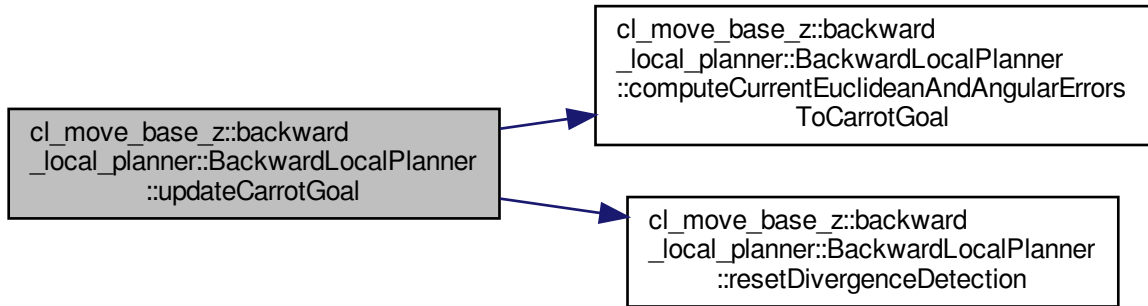 cl_move_base_z::backward
_local_planner::BackwardLocalPlanner
::updateCarrotGoal
cl_move_base_z::backward
_local_planner::BackwardLocalPlanner
::computeCurrentEuclideanAndAngularErrors
ToCarrotGoal
cl_move_base_z::backward
_local_planner::BackwardLocalPlanner
::resetDivergenceDetection